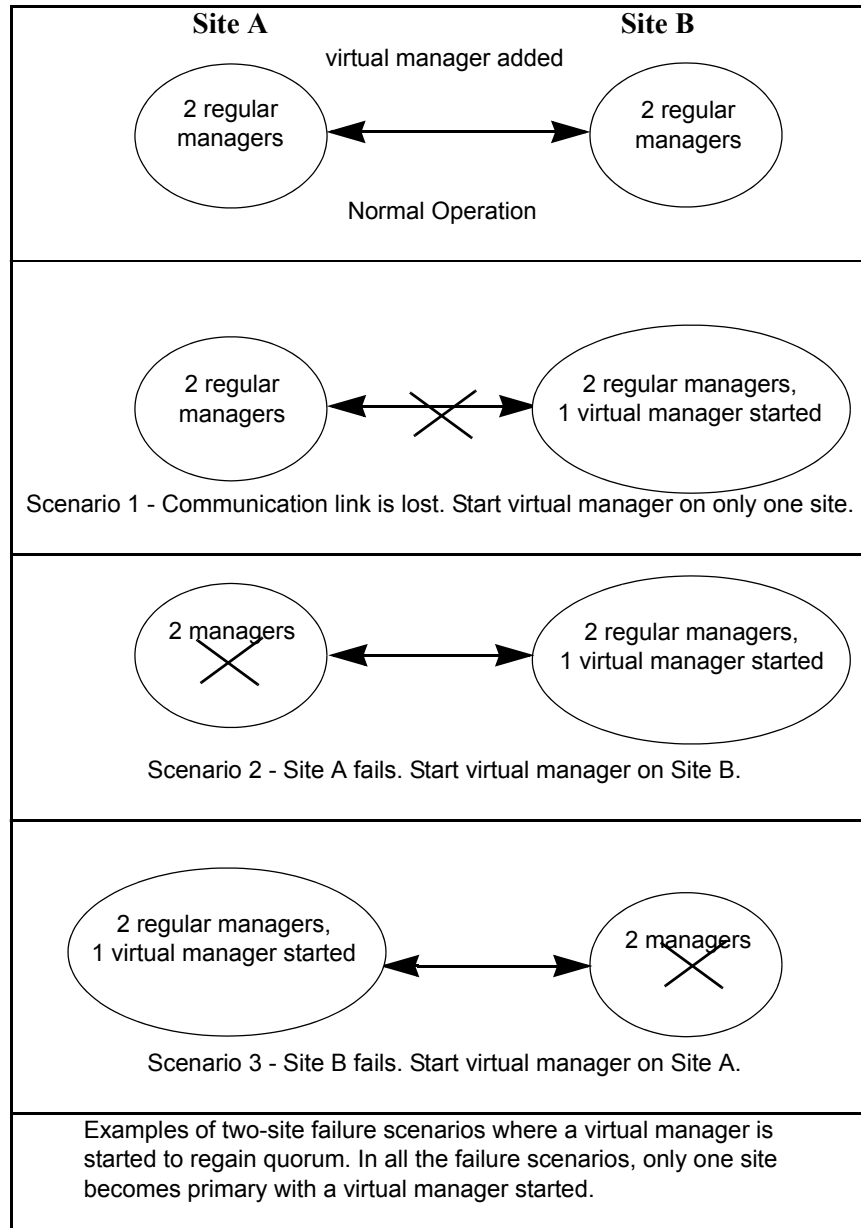 Site A
Site B
virtual manager added
2 regular
managers
2 regular
managers
Normal Operation
2 regular
managers
2 regular managers,
1 virtual manager started
Scenario 1 - Communication link is lost. Start virtual manager on only one site.
2 managers
2 regular managers,
1 virtual manager started
Scenario 2 - Site A fails. Start virtual manager on Site B.
2 regular managers,
1 virtual manager started
2 managers
Scenario 3 - Site B fails. Start virtual manager on Site A.
Examples of two-site failure scenarios where a virtual manager is
started to regain quorum. In all the failure scenarios, only one site
becomes primary with a virtual manager started.